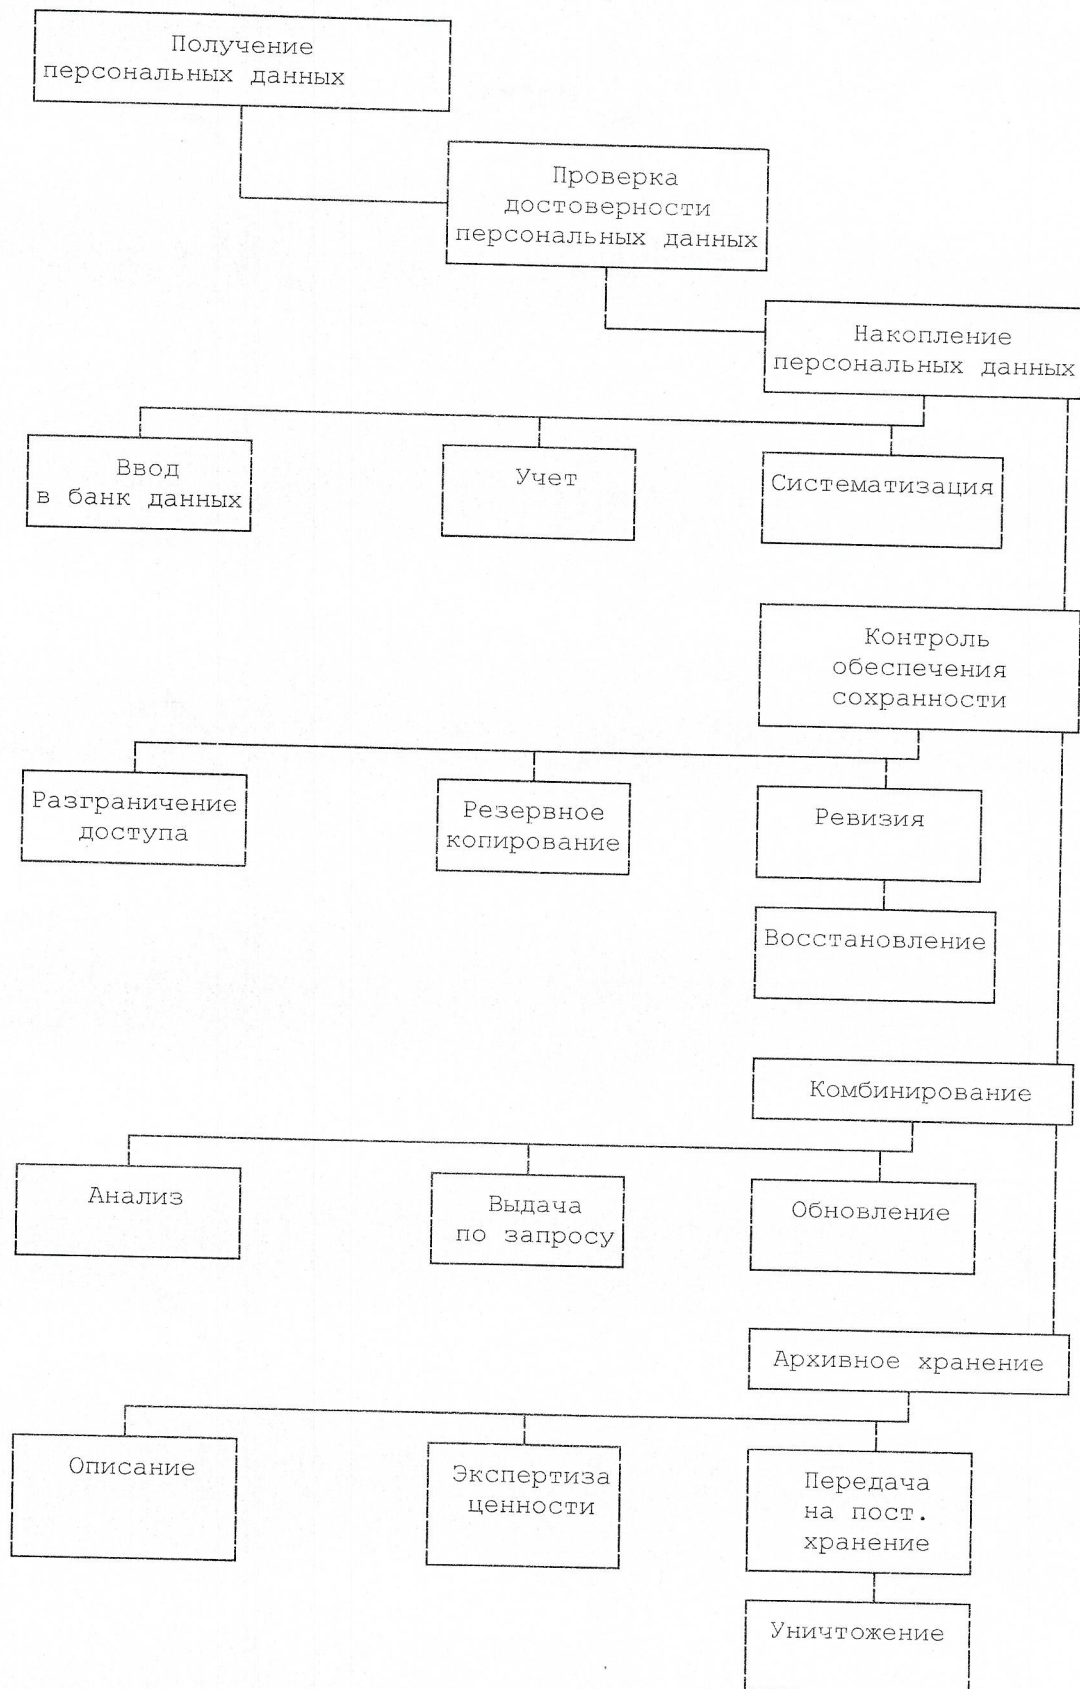 Получение
персональных данных
Проверка
достоверности
персональных данных
Накопление
персональных данных
Ввод
в банк данных
Учет
Систематизация
Контроль
обеспечения
сохранности
Разграничение
доступа
Резервное
копирование
Ревизия
Восстановление
Комбинирование
Анализ
Выдача
по запросу
Обновление
Архивное хранение
Описание
Экспертиза
ценности
Передача
на пост.
хранение
Уничтожение